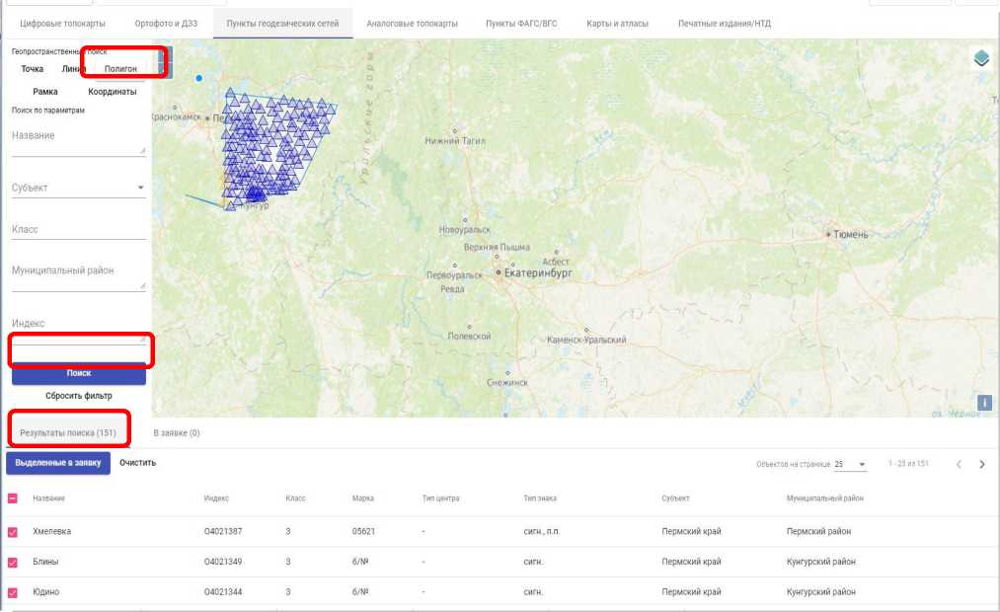 Цифровые топокарты
Ортофото и ДЗЗ
Пункты геодезических сетей
Аналоговые топокарты
Пункты ФАГС/ВГС
Карты и атласы
Печатные издания/НТД
Геопространственный поиск
Точка
Полигон
Рамка
Координаты
Поиск по параметрам
Название
Субъект
Класс
Муниципальный район
Индекс
Поиск
Сбросить фильтр
Краснокамск
Пе
Кунгур
Уральские горы
Нижний Тагил
Новоуральск
Верхняя Пышма
Асбест
Первоуральск
Екатеринбург
Ревда
Полевской
Каменск-Уральский
Снежинск
Тюмень
оз. Чёрное
i
Результаты поиска (151)
В заявке (0)
Выделенные в заявку
Очистить
Объектов на странице 25
1 - 25 из 151
Название Индекс Класс Марка Тип центра Тип знака Субъект Муниципальный район
Хмелевка О4021387 3 05621 - сигн., п.п. Пермский край Пермский район
Блины О4021349 3 б/№ - сигн. Пермский край Кунгурский район
Юдино О4021344 3 б/№ - сигн. Пермский край Кунгурский район